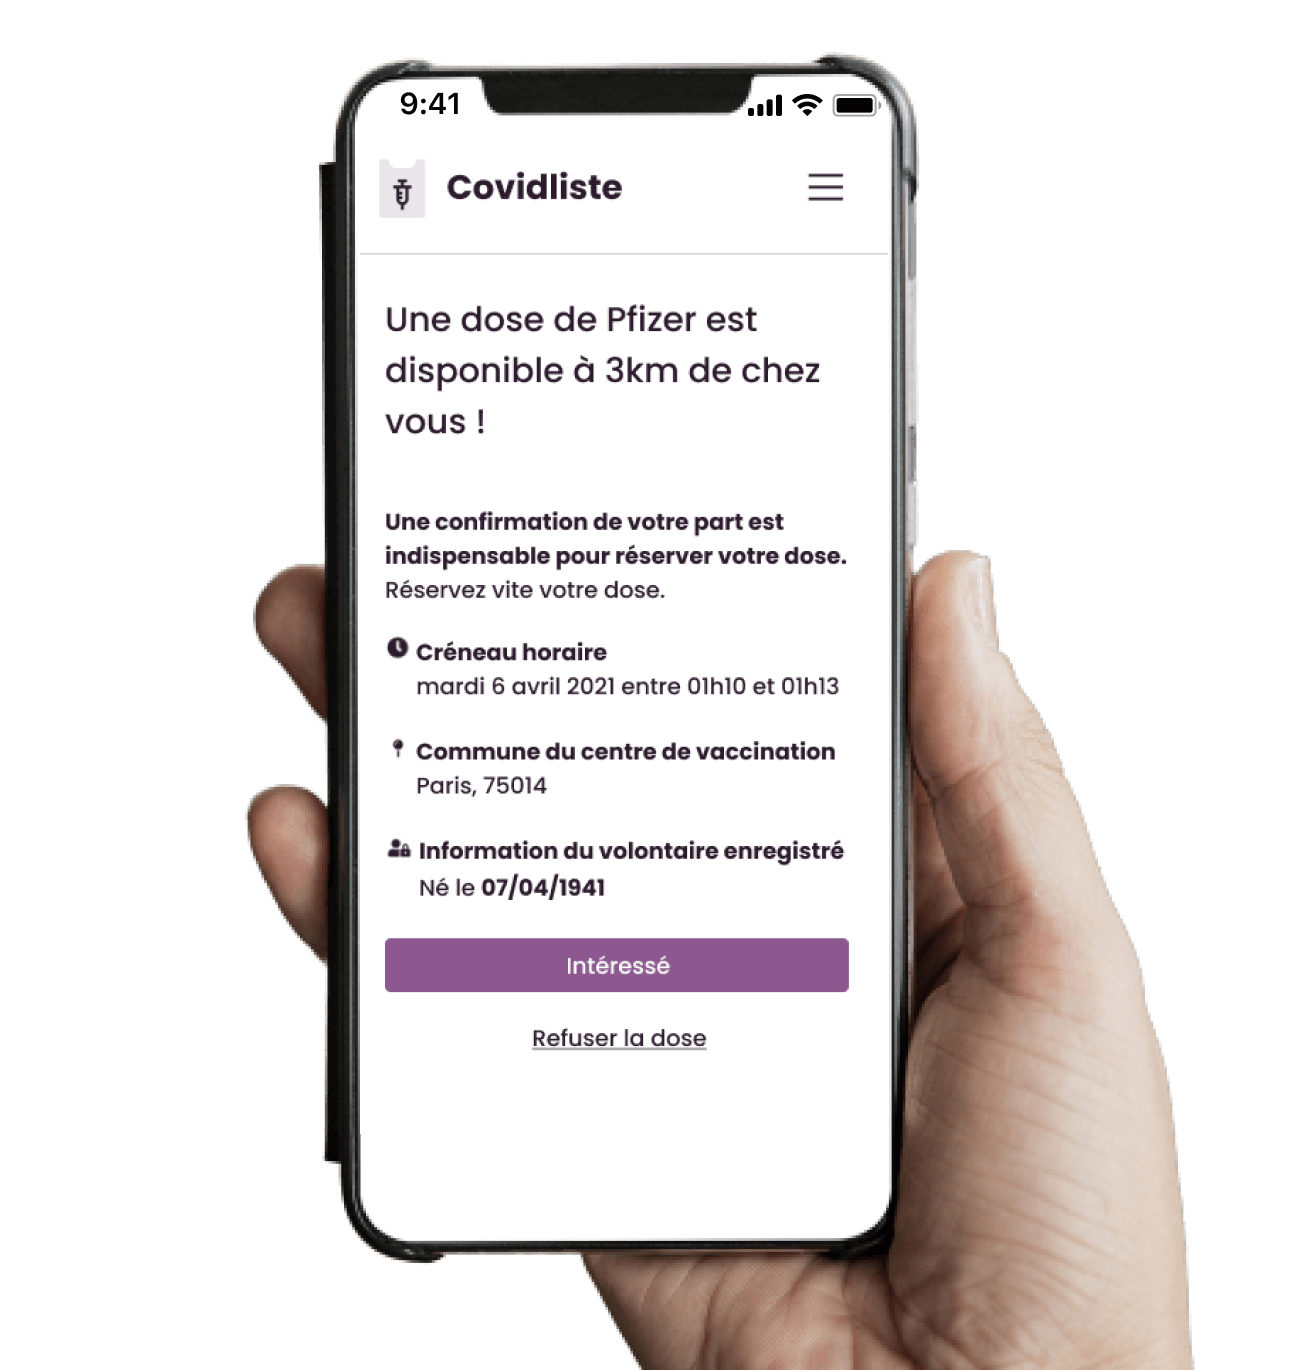 9:41
Covidliste
Une dose de Pfizer est
disponible à 3km de chez
vous !
Une confirmation de votre part est
indispensable pour réserver votre dose.
Réservez vite votre dose.
Créneau horaire
mardi 6 avril 2021 entre 01h10 et 01h13
Commune du centre de vaccination
Paris, 75014
Information du volontaire enregistré
Né le 07/04/1941
Intéressé
Refuser la dose